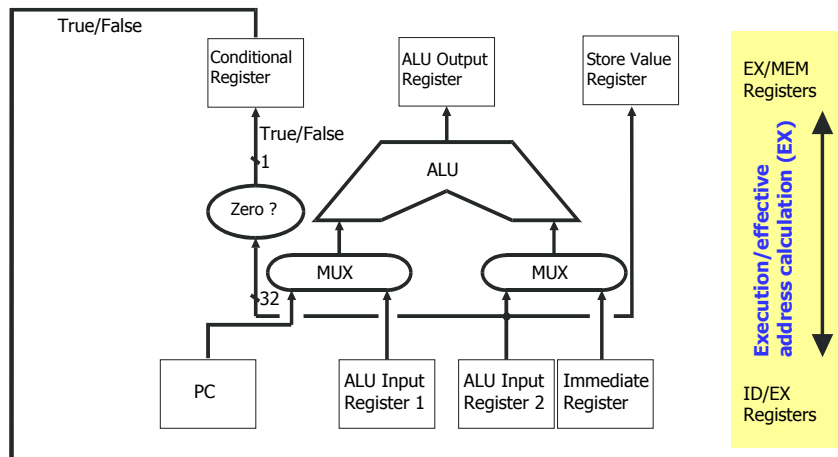 True/False
Conditional
Register
ALU Output
Register
Store Value
Register
EX/MEM
Registers
True/False
1
ALU
Zero ?
MUX
MUX
32
Execution/effective
address calculation (EX)
PC
ALU Input
Register 1
ALU Input
Register 2
Immediate
Register
ID/EX
Registers